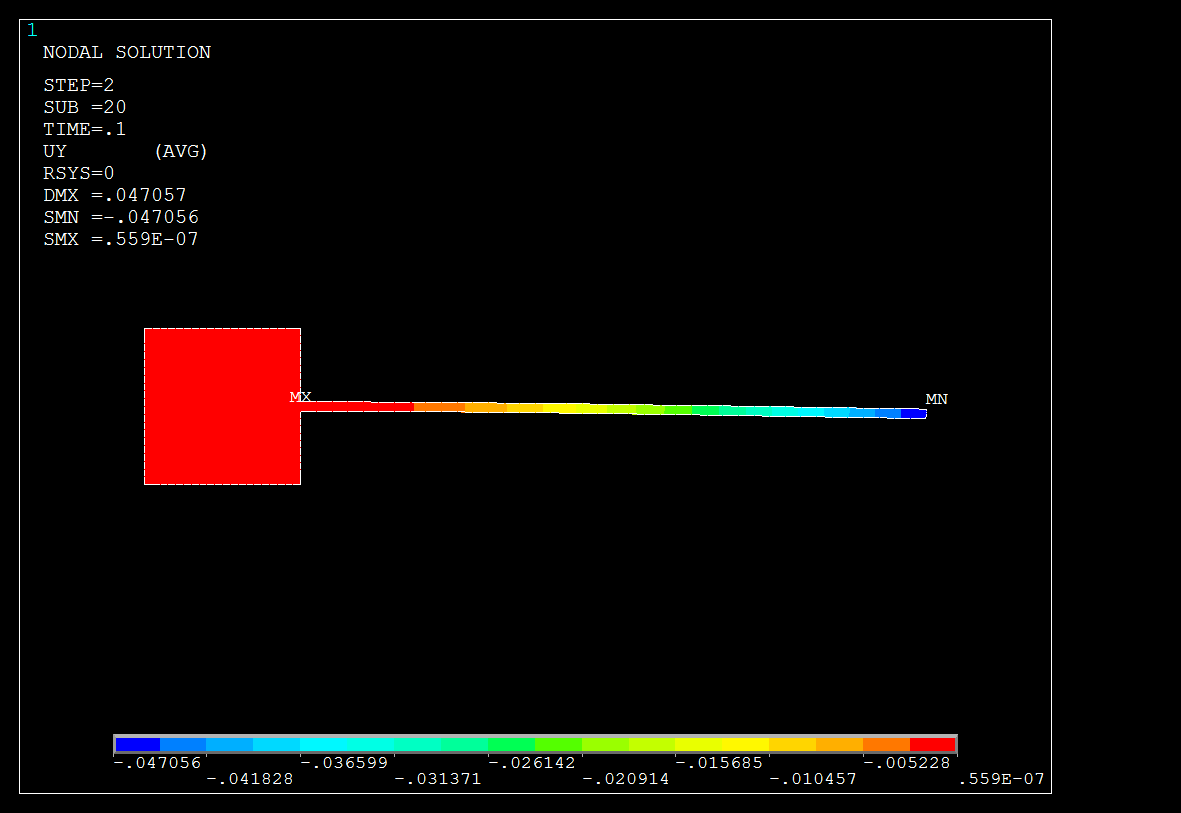 1
NODAL SOLUTION
STEP=2
SUB =20
TIME=.1
UY (AVG)
RSYS=0
DMX =.047057
SMN =-.047056
SMX =.559E-07
MX
MN
-.047056 -.036599 -.026142 -.015685 -.005228
-.041828 -.031371 -.020914 -.010457 .559E-07